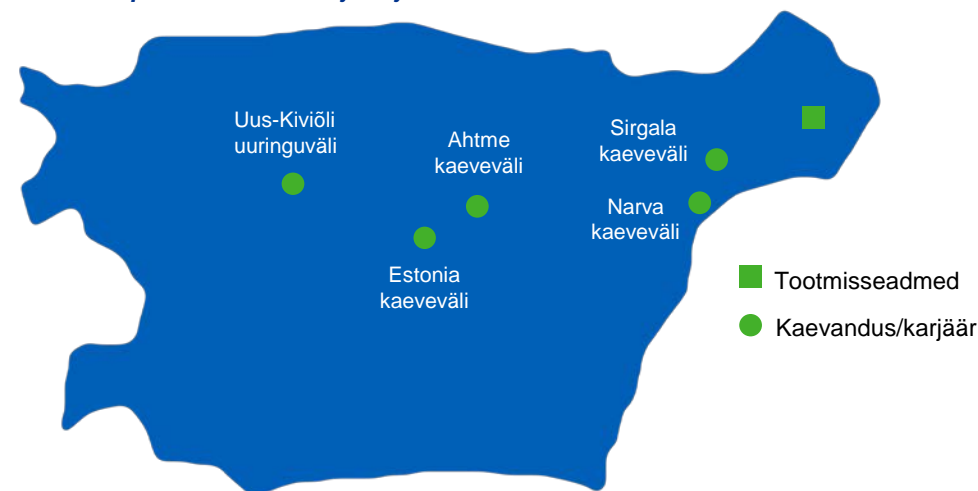 Uus-Kiviõli
uuringuväli
Ahtme
kaeveväli
Sirgala
kaeveväli
Narva
kaeveväli
Estonia
kaeveväli
Tootmisseadmed
Kaevandus/karjäär